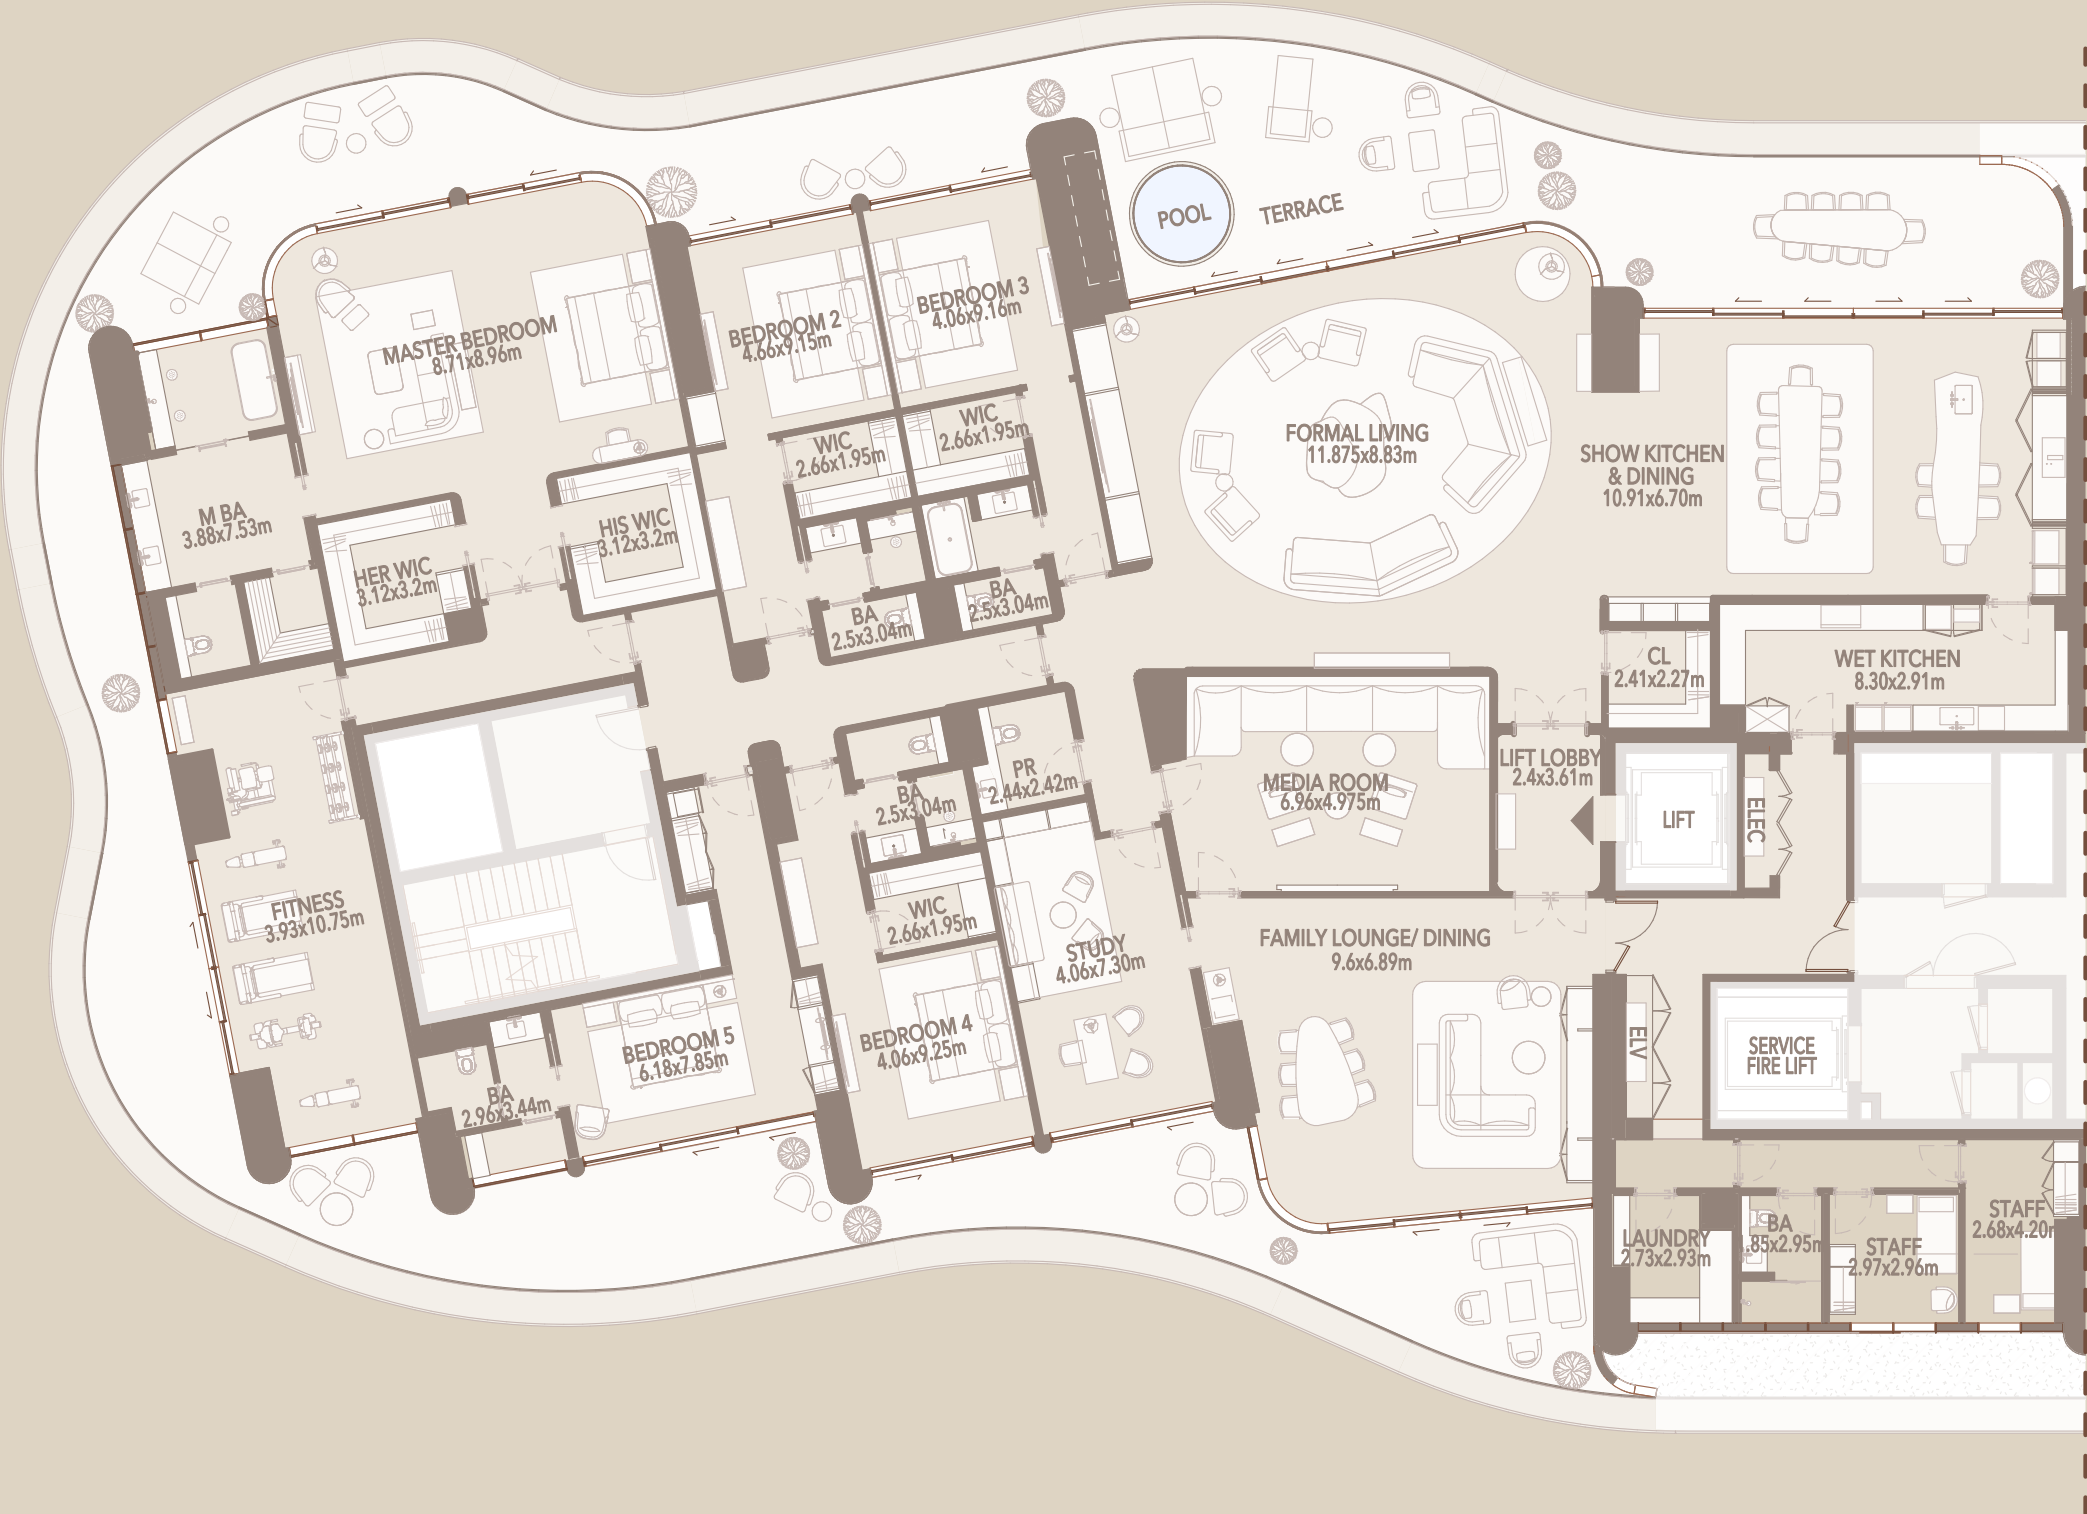 POOL
TERRACE
MASTER BEDROOM
8.71x8.96m
BEDROOM 2
4.66x9.15m
BEDROOM 3
4.06x9.16m
WIC
2.66x1.95m
WIC
2.66x1.95m
FORMAL LIVING
11.875x8.83m
SHOW KITCHEN
& DINING
10.91x6.70m
M BA
3.88x7.53m
HER WIC
3.12x3.2m
HIS WIC
3.12x3.2m
BA
2.5x3.04m
BA
2.5x3.04m
CL
2.41x2.27m
WET KITCHEN
8.30x2.91m
PR
2.44x2.42m
BA
2.5x3.04m
MEDIA ROOM
6.96x4.975m
LIFT LOBBY
2.4x3.61m
LIFT
ELEC
FITNESS
3.93x10.75m
WIC
2.66x1.95m
STUDY
4.06x7.30m
FAMILY LOUNGE/ DINING
9.6x6.89m
BEDROOM 5
6.18x7.85m
BEDROOM 4
4.06x9.25m
BA
2.96x3.44m
ELV
SERVICE
FIRE LIFT
LAUNDRY
2.73x2.93m
BA
.85x2.95m
STAFF
2.97x2.96m
STAFF
2.68x4.20m